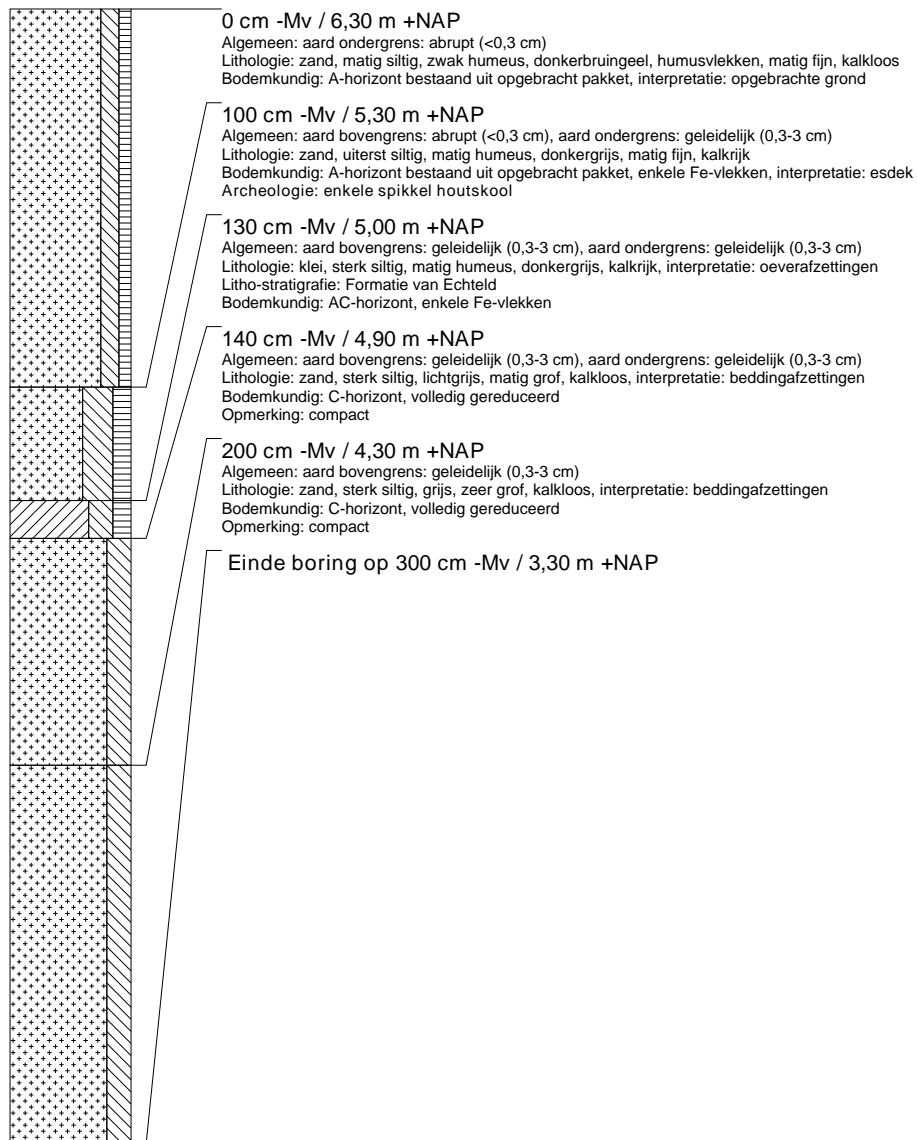 0 cm -Mv / 6,30 m +NAP
Algemeen: aard ondergrens: abrupt (<0,3 cm)
Lithologie: zand, matig siltig, zwak humeus, donkerbruingeel, humusvlekken, matig fijn, kalkloos
Bodemkundig: A-horizont bestaand uit opgebracht pakket, interpretatie: opgebrachte grond
100 cm -Mv / 5,30 m +NAP
Algemeen: aard bovengrens: abrupt (<0,3 cm), aard ondergrens: geleidelijk (0,3-3 cm)
Lithologie: zand, uiterst siltig, matig humeus, donkergrijs, matig fijn, kalkrijk
Bodemkundig: A-horizont bestaand uit opgebracht pakket, enkele Fe-vlekken, interpretatie: esdek
Archeologie: enkele spikkel houtskool
130 cm -Mv / 5,00 m +NAP
Algemeen: aard bovengrens: geleidelijk (0,3-3 cm), aard ondergrens: geleidelijk (0,3-3 cm)
Lithologie: klei, sterk siltig, matig humeus, donkergrijs, kalkrijk, interpretatie: oeverafzettingen
Litho-stratigrafie: Formatie van Echteld
Bodemkundig: AC-horizont, enkele Fe-vlekken
140 cm -Mv / 4,90 m +NAP
Algemeen: aard bovengrens: geleidelijk (0,3-3 cm), aard ondergrens: geleidelijk (0,3-3 cm)
Lithologie: zand, sterk siltig, lichtgrijs, matig grof, kalkloos, interpretatie: beddingafzettingen
Bodemkundig: C-horizont, volledig gereduceerd
Opmerking: compact
200 cm -Mv / 4,30 m +NAP
Algemeen: aard bovengrens: geleidelijk (0,3-3 cm)
Lithologie: zand, sterk siltig, grijs, zeer grof, kalkloos, interpretatie: beddingafzettingen
Bodemkundig: C-horizont, volledig gereduceerd
Opmerking: compact
Einde boring op 300 cm -Mv / 3,30 m +NAP